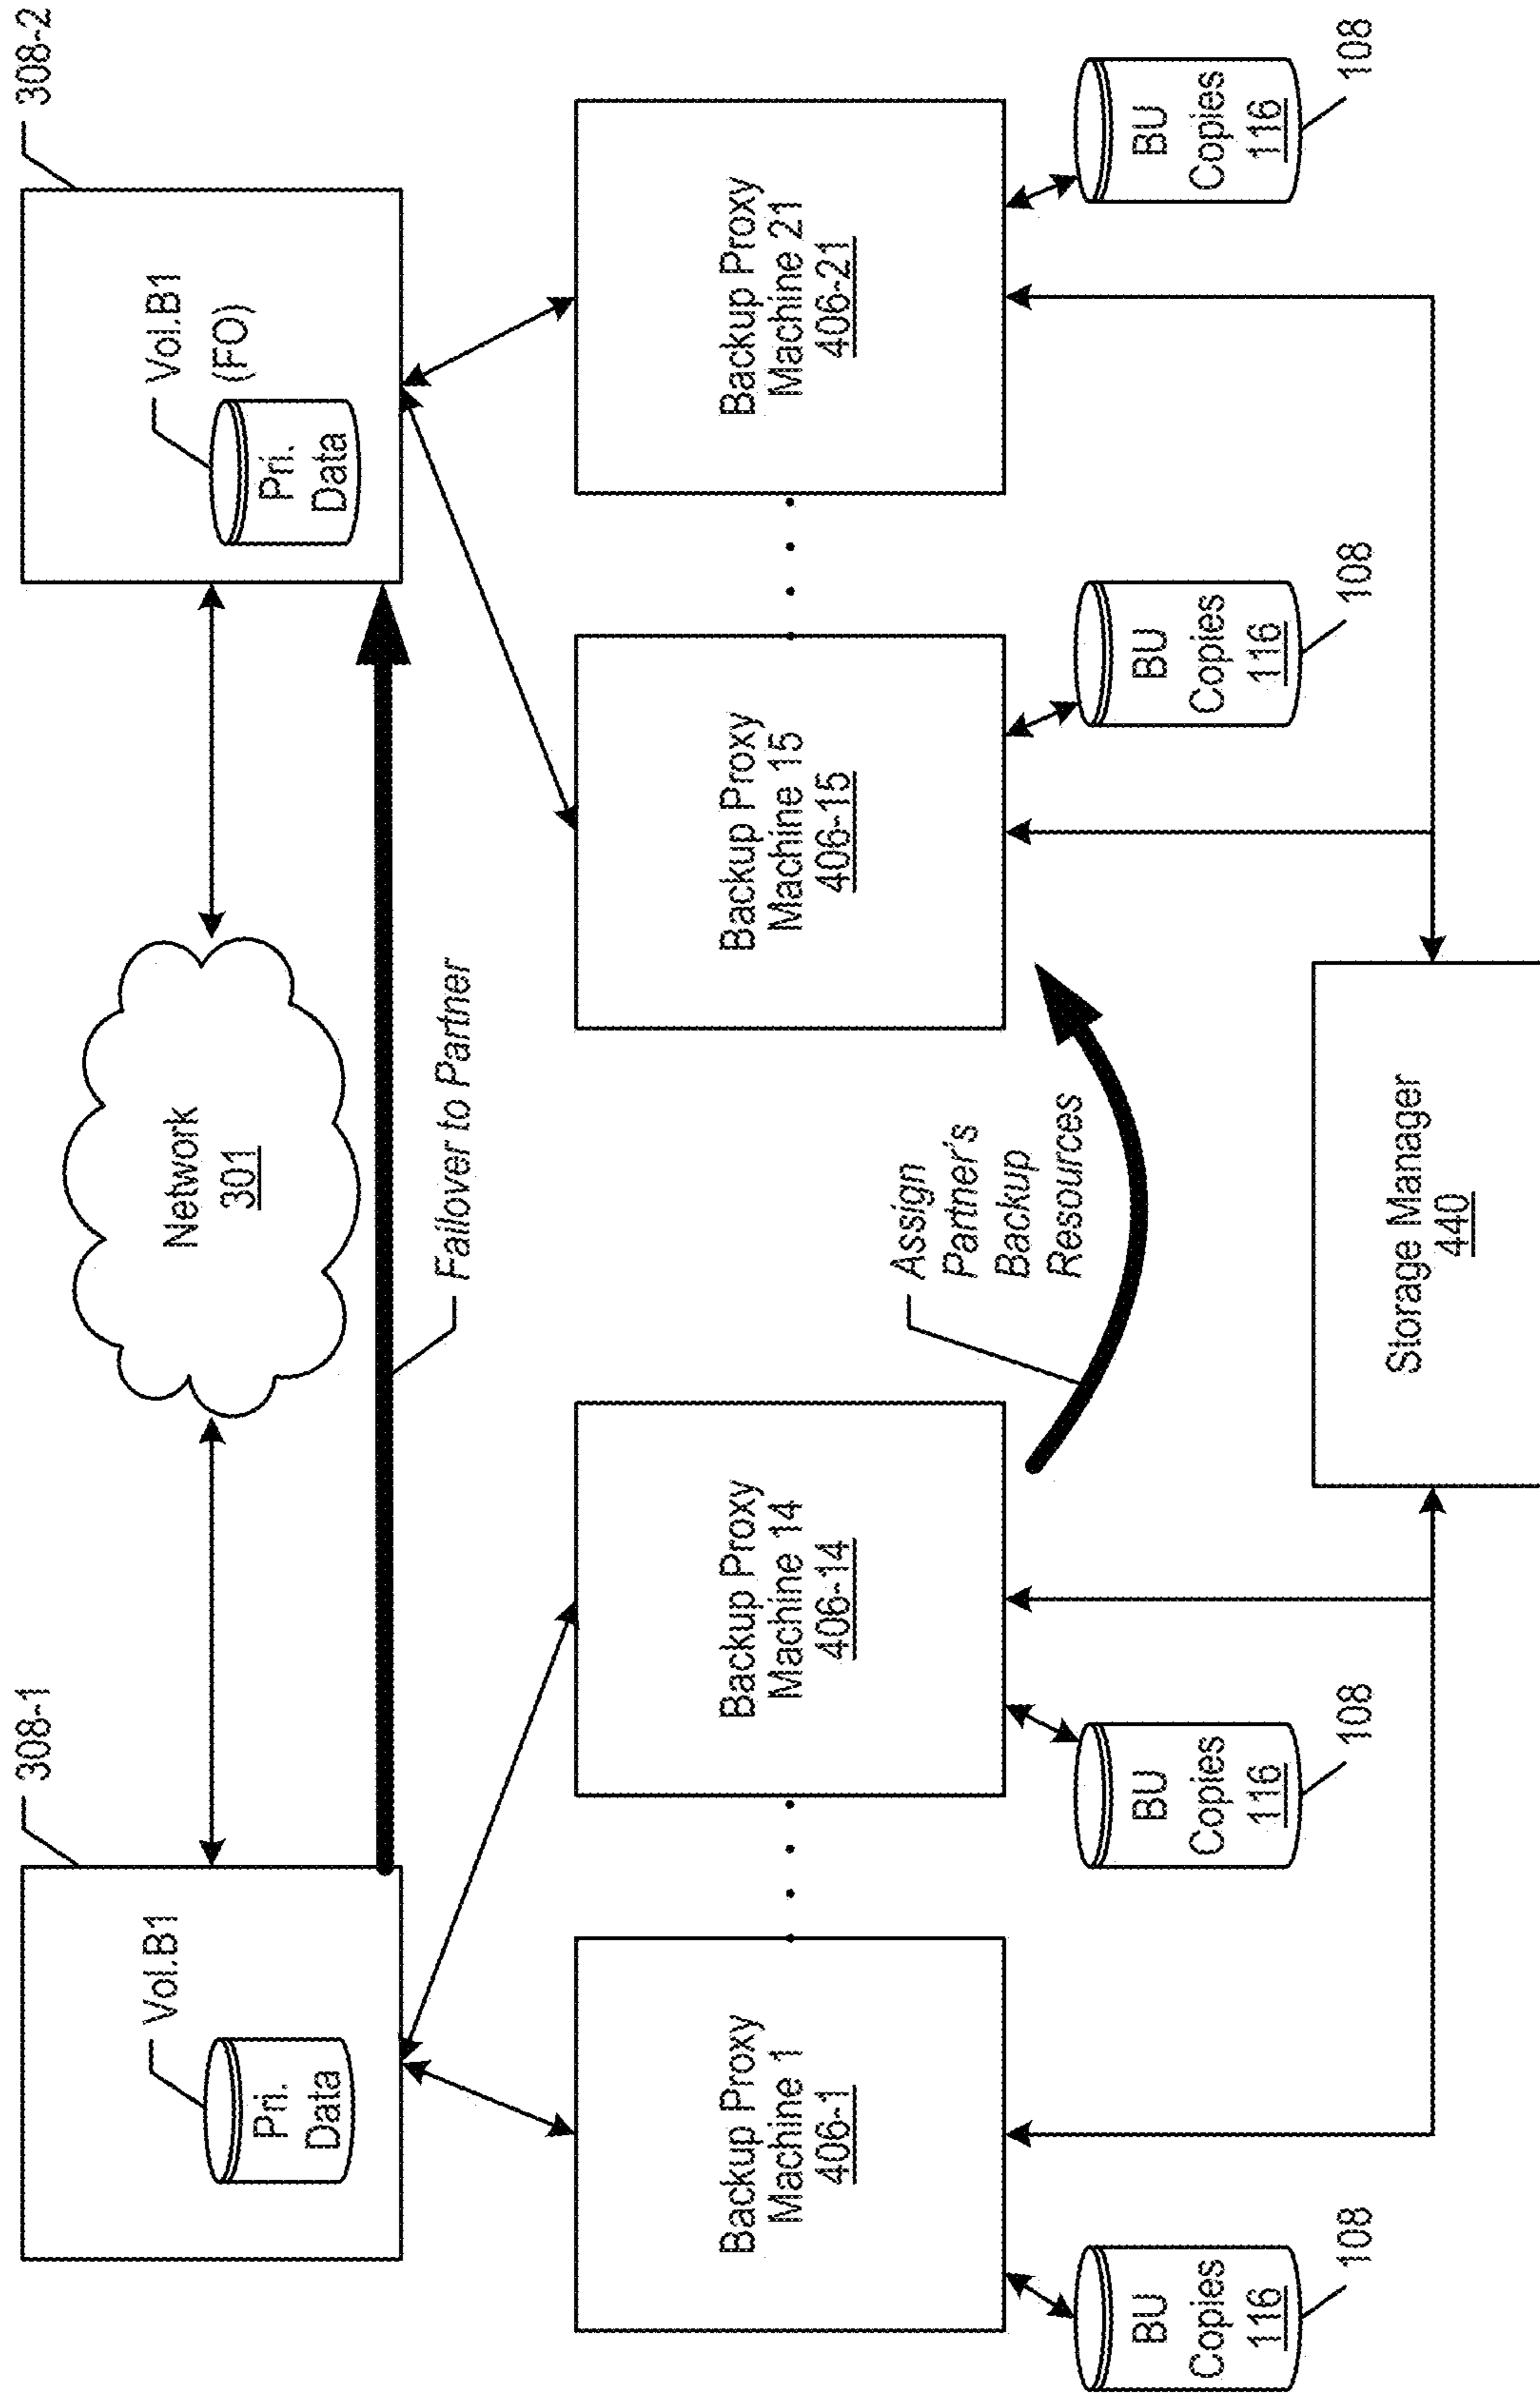 308-1
308-2
Vol.B1
Pri.
Data
Network
301
Vol.B1
(FO)
Pri.
Data
Failover to Partner
Backup Proxy
Machine 1
406-1
Backup Proxy
Machine 14
406-14
Backup Proxy
Machine 15
406-15
Backup Proxy
Machine 21
406-21
Assign
Partner's
Backup
Resources
BU
Copies
116
108
BU
Copies
116
108
BU
Copies
116
108
BU
Copies
116
108
Storage Manager
440